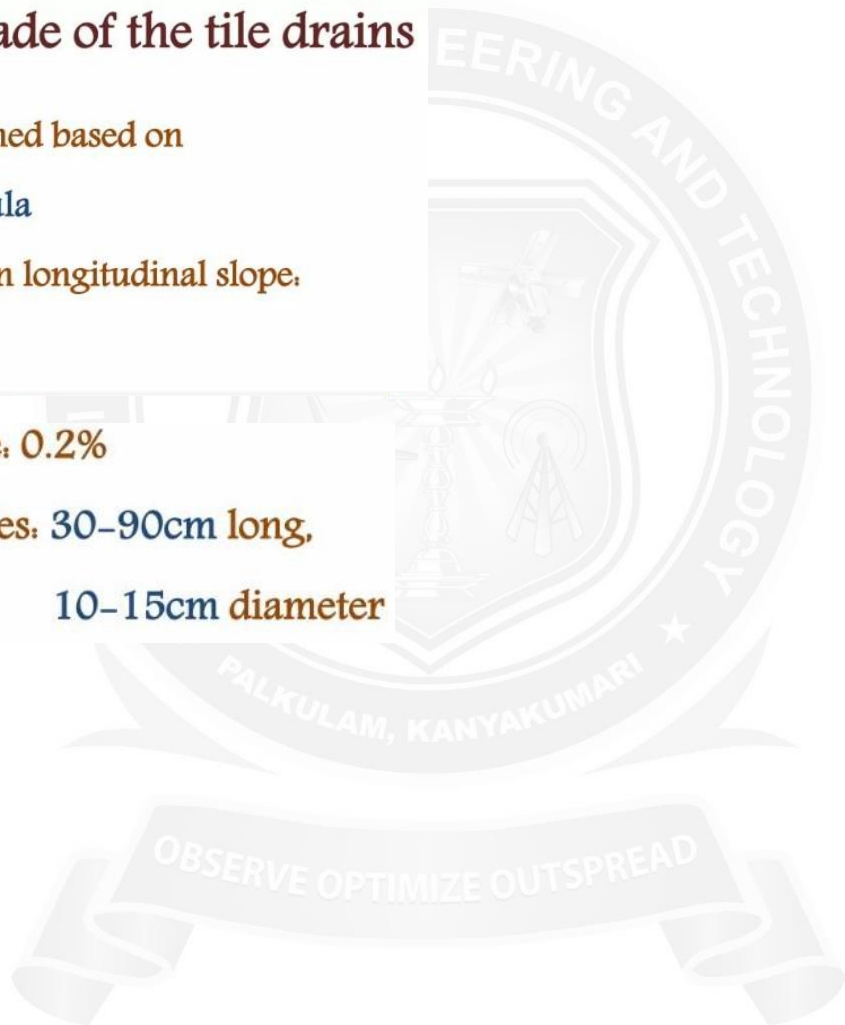 ade of the tile drains
ned based on
ula
n longitudinal slope:
: 0.2%
es: 30-90cm long,
10-15cm diameter
EERING AND TECHNOLOGY
PALKULAM, KANYAKUMARI
OBSERVE OPTIMIZE OUTSPREAD